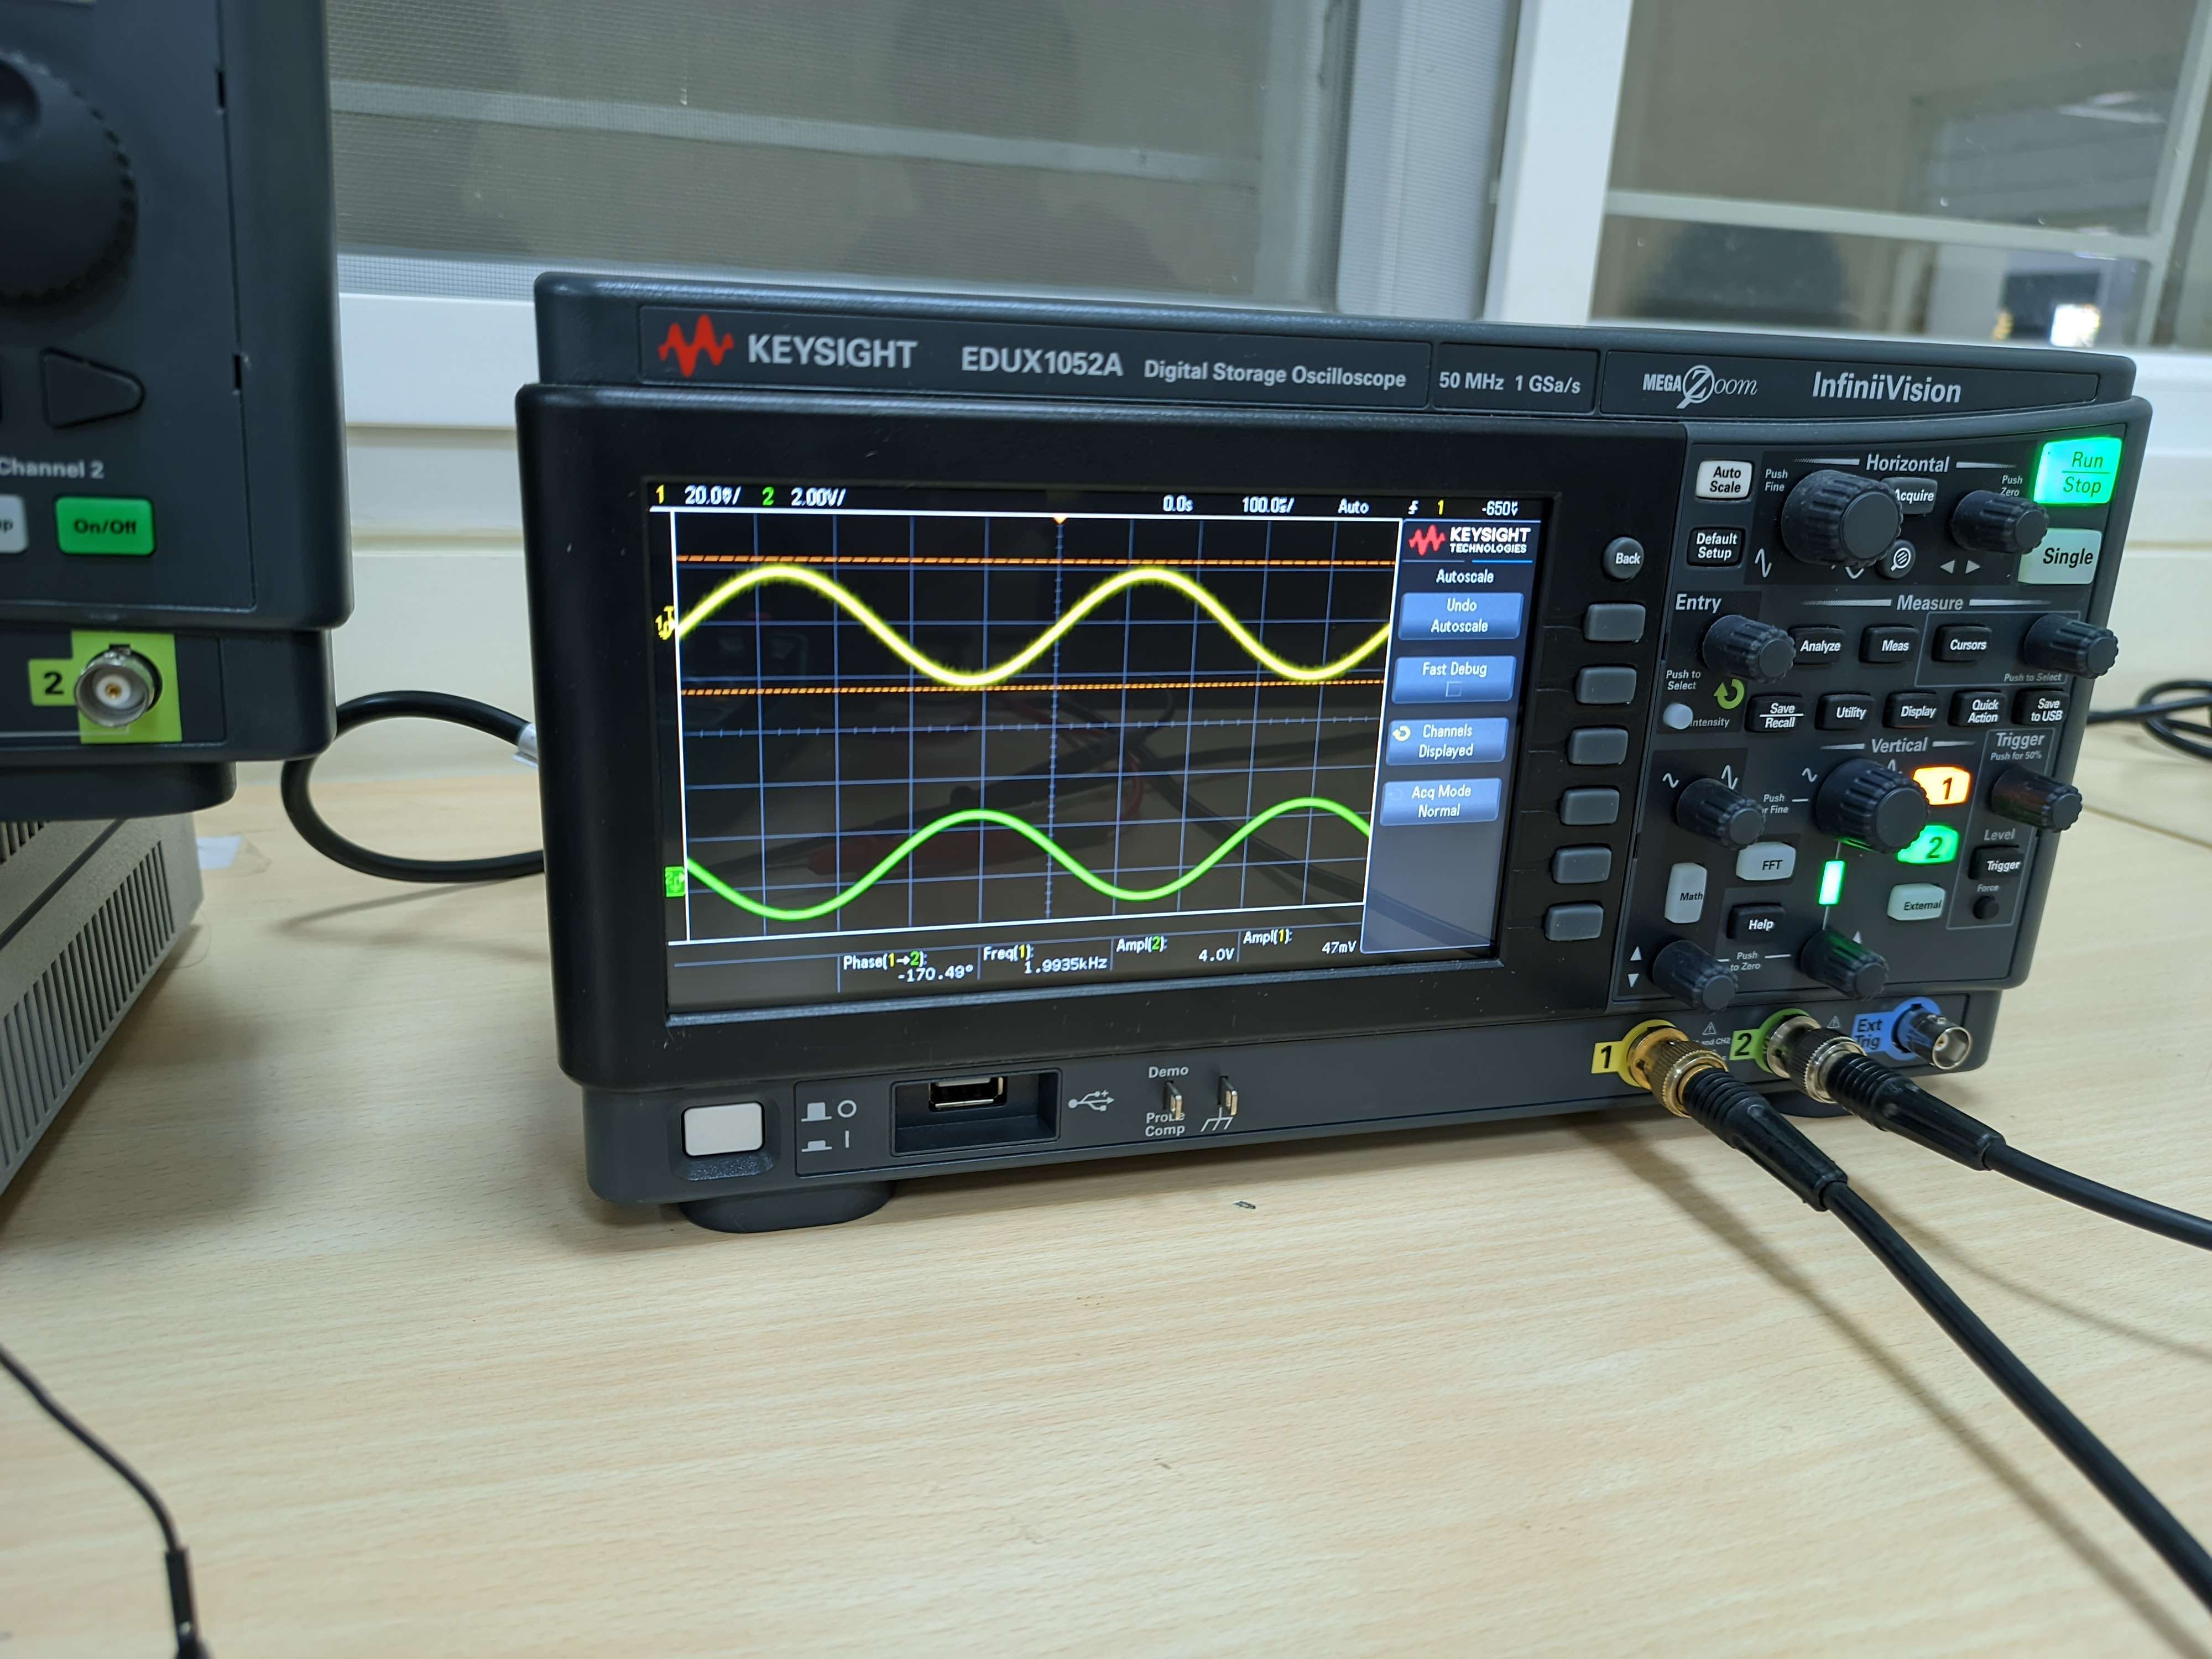 KEYSIGHT EDUX1052A Digital Storage Oscilloscope 50 MHz 1 GSa/s MEGA Zoom InfiniiVision
1 20.0V/ 2 2.00V/ 0.0s 100.0s/ Auto 1 -650V
KEYSIGHT
TECHNOLOGIES
Autoscale
Undo
Autoscale
Fast Debug
Channels
Displayed
Acq Mode
Normal
Phase(1→2):
-170.49°
Freq(1):
1.9935kHz
Ampl(2):
4.0V
Ampl(1):
47mV
Back
Auto
Scale
Push
Fine
Horizontal
Acquire
Push
Zero
Run
Stop
Default
Setup
Single
Entry
Measure
Analyze
Meas
Cursors
Push to
Select
Push to Select
Intensity
Save
Recall
Utility
Display
Quick
Action
Save
to USB
Vertical
Trigger
Push for 50%
1
Push
2
Level
Trigger
Force
FFT
Math
External
Help
Push
to Zero
1
2
Ext
Trig
Demo
Probe
Comp
Channel 2
On/Off
2